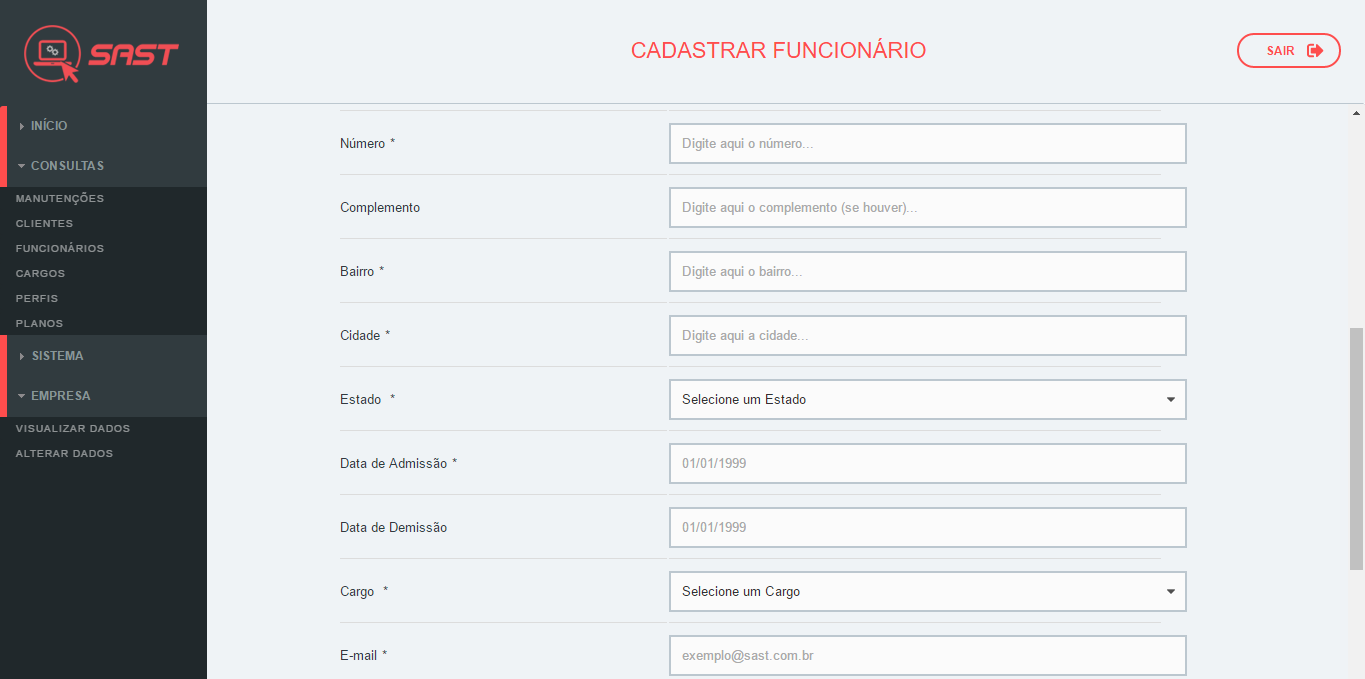 SAST
CADASTRAR FUNCIONÁRIO
SAIR
INÍCIO
CONSULTAS
MANUTENÇÕES
CLIENTES
FUNCIONÁRIOS
CARGOS
PERFIS
PLANOS
SISTEMA
EMPRESA
VISUALIZAR DADOS
ALTERAR DADOS
Número * Digite aqui o número...
Complemento Digite aqui o complemento (se houver)...
Bairro * Digite aqui o bairro...
Cidade * Digite aqui a cidade...
Estado * Selecione um Estado
Data de Admissão * 01/01/1999
Data de Demissão 01/01/1999
Cargo * Selecione um Cargo
E-mail * exemplo@sast.com.br